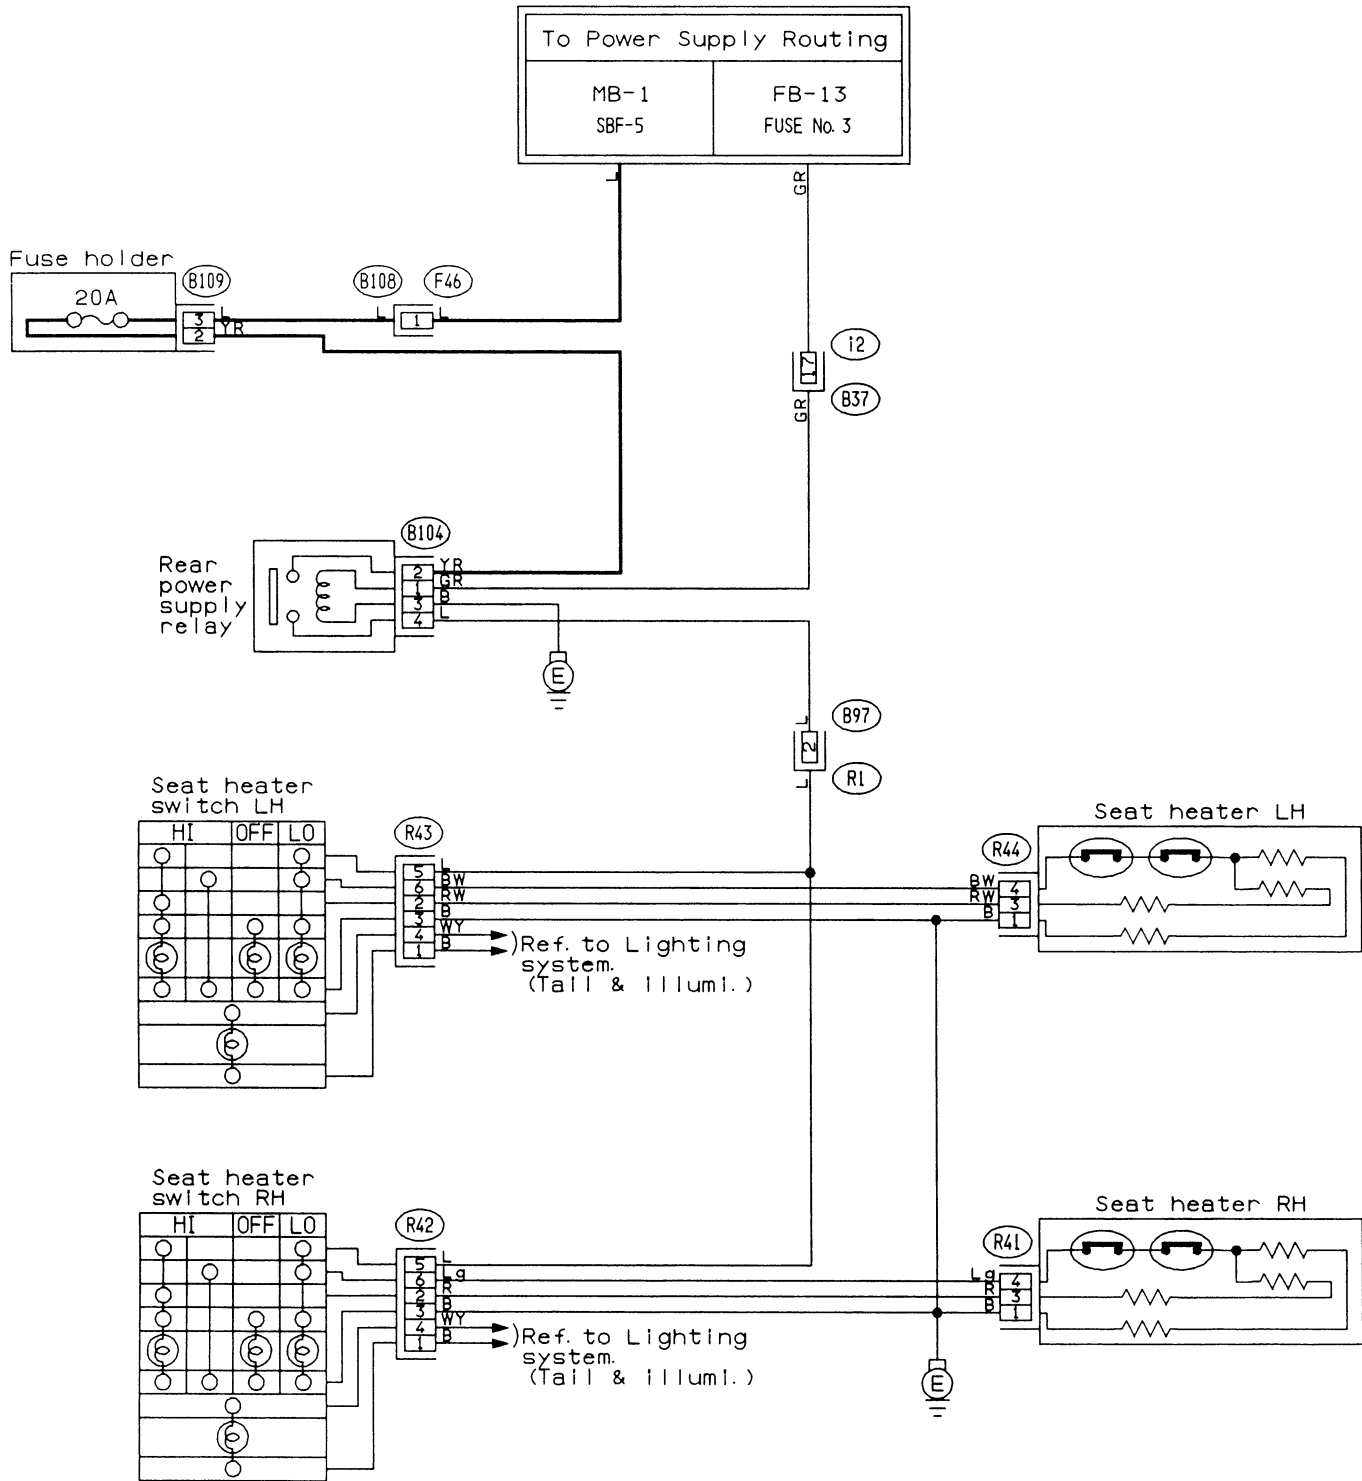 To Power Supply Routing
MB-1
SBF-5
FB-13
FUSE No. 3
L
GR
Fuse holder
20A
B109
3
2
L
YR
B108
L
1
F46
L
i2
17
B37
GR
Rear
power
supply
relay
B104
2
1
3
4
YR
GR
B
L
E
L
B97
2
R1
L
Seat heater
switch LH
HI
OFF
LO
R43
5
6
2
3
4
1
L
BW
RW
B
WY
B
Ref. to Lighting
system.
(Tail & illumi.)
Seat heater LH
R44
BW
RW
B
4
3
1
Seat heater
switch RH
HI
OFF
LO
R42
5
6
2
3
4
1
L
Lg
R
B
WY
B
Ref. to Lighting
system.
(Tail & illumi.)
Seat heater RH
R41
Lg
R
B
4
3
1
E